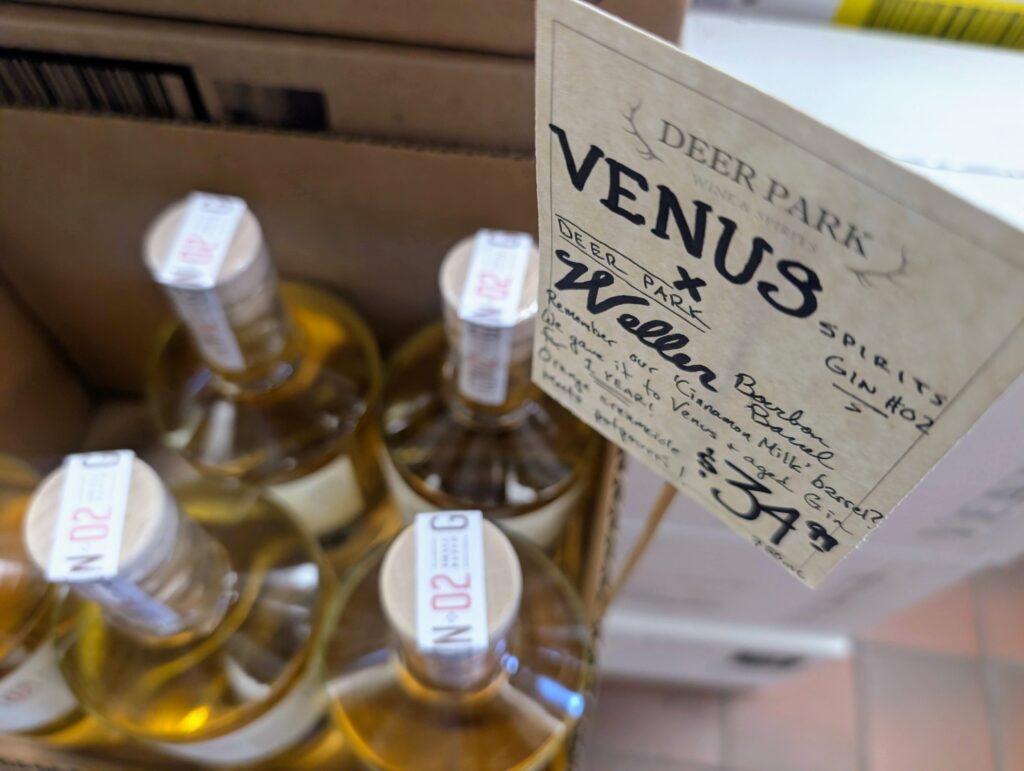 DEER PARK
WINE & SPIRITS
VENUS
SPIRITS
X
GIN #02
DEER PARK
Weller
Bourbon
Barrel
Remember our 'Cinnamon Milk' barrel?
We gave it to Venus + aged Gin
for 1 YEAR!
Orange creamsicle
meets
$34.99
750ml
N-02
G
N-02
G
N-02
G
N-02
G